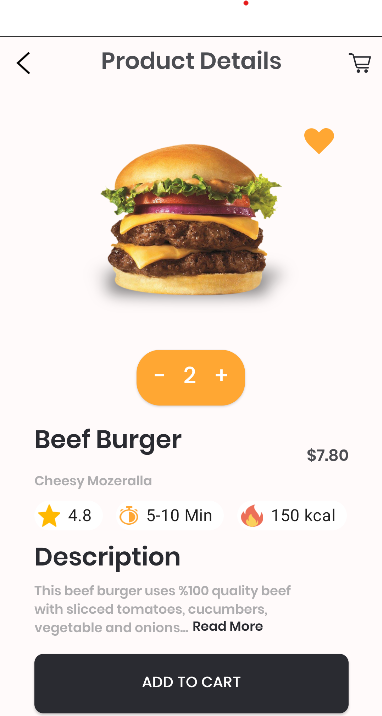 Product Details
- 2 +
Beef Burger
$7.80
Cheesy Mozeralla
4.8 5-10 Min 150 kcal
Description
This beef burger uses %100 quality beef
with slicced tomatoes, cucumbers,
vegetable and onions... Read More
ADD TO CART